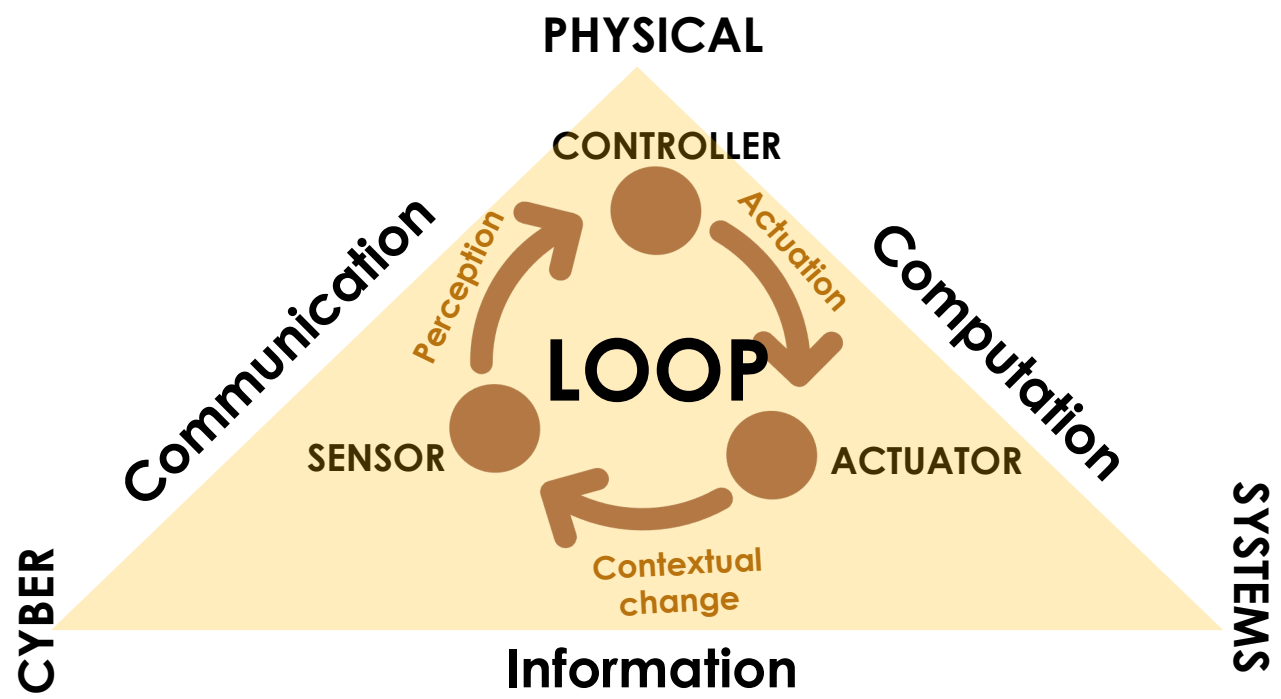 PHYSICAL
CONTROLLER
Communication
Perception
Actuation
Computation
LOOP
SENSOR
ACTUATOR
CYBER
SYSTEMS
Contextual
change
Information